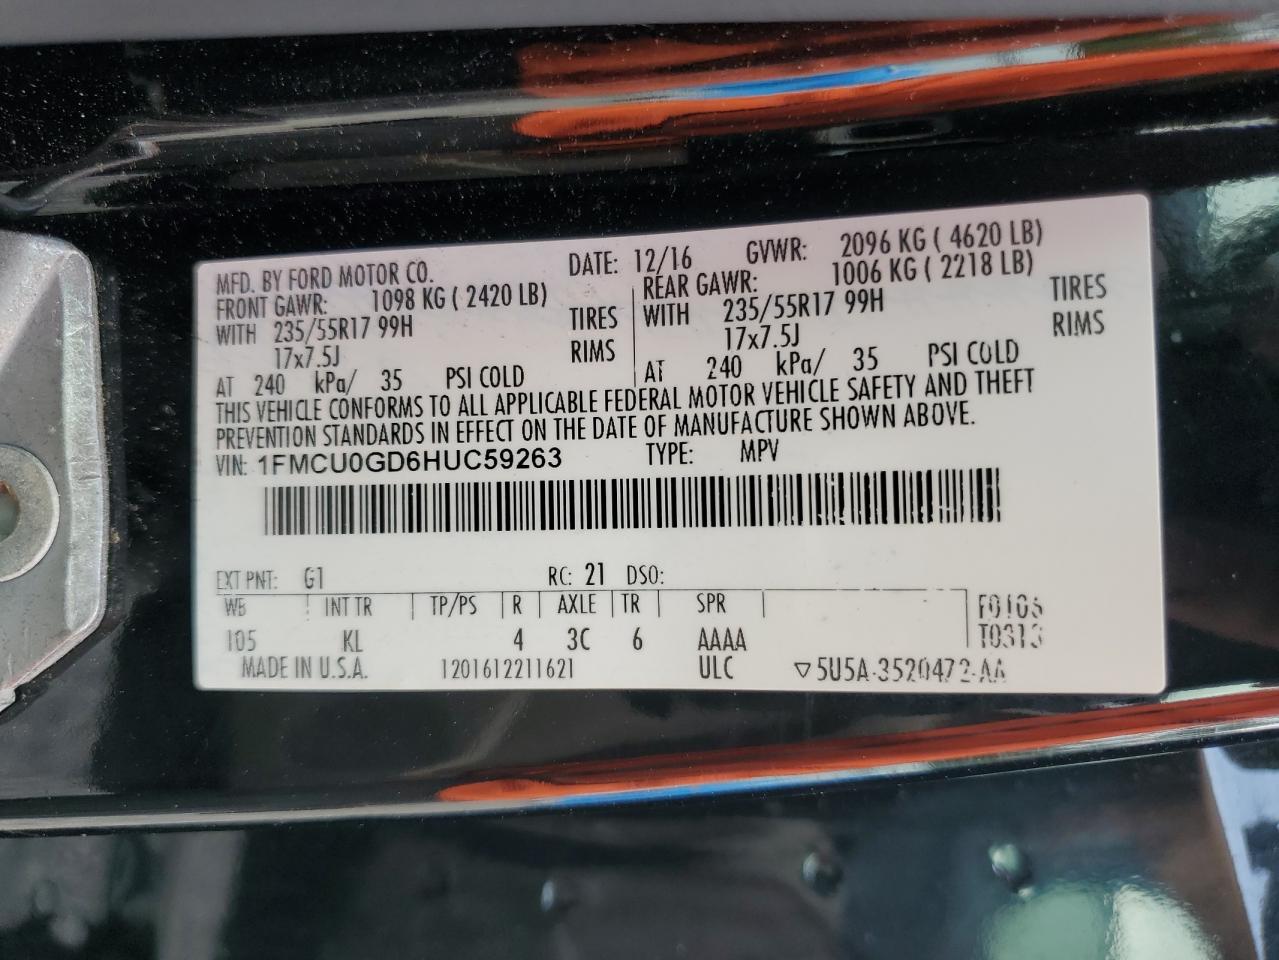 MFD. BY FORD MOTOR CO. DATE: 12/16 GVWR: 2096 KG ( 4620 LB)
FRONT GAWR: 1098 KG ( 2420 LB) REAR GAWR: 1006 KG ( 2218 LB)
WITH 235/55R17 99H TIRES WITH 235/55R17 99H TIRES
17x7.5J RIMS 17x7.5J RIMS
AT 240 kPa/ 35 PSI COLD AT 240 kPa/ 35 PSI COLD
THIS VEHICLE CONFORMS TO ALL APPLICABLE FEDERAL MOTOR VEHICLE SAFETY AND THEFT
PREVENTION STANDARDS IN EFFECT ON THE DATE OF MANUFACTURE SHOWN ABOVE.
VIN: 1FMCU0GD6HUC59263 TYPE: MPV
EXT PNT: G1 RC: 21 DSO:
WB INT TR TP/PS R AXLE TR SPR F0106
105 KL 4 3C 6 AAAA T0313
MADE IN U.S.A. 1201612211621 ULC ▽5U5A-3520472-AA